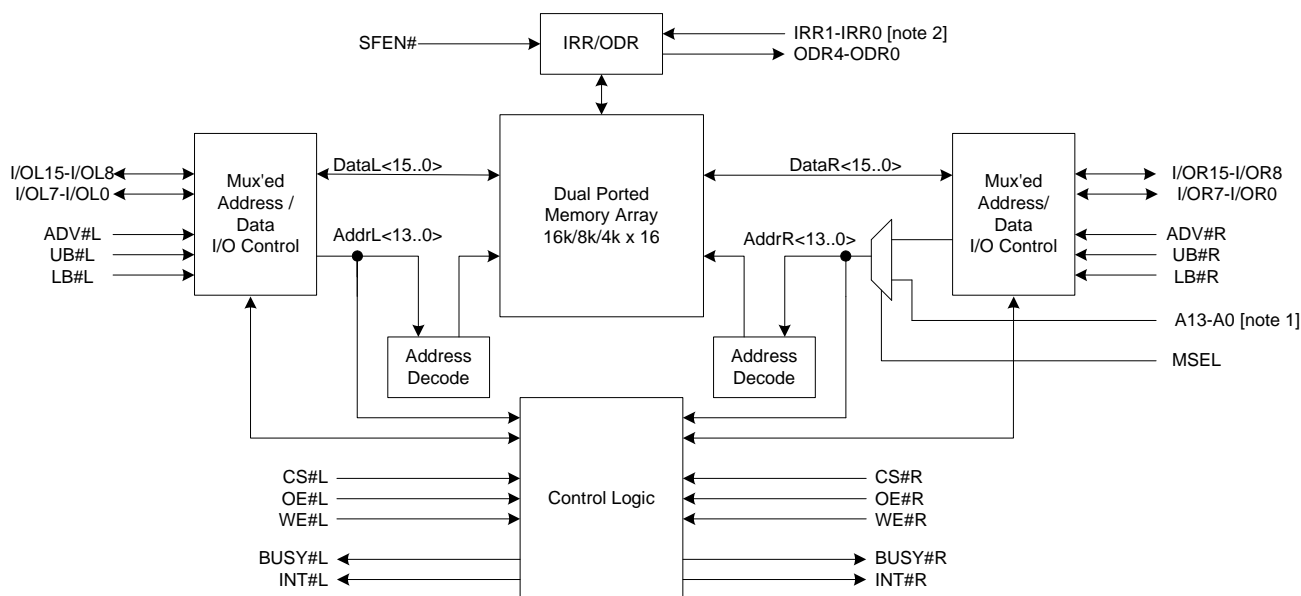 SFEN#
IRR/ODR
IRR1-IRR0 [note 2]
ODR4-ODR0
I/OL15-I/OL8
I/OL7-I/OL0
ADV#L
UB#L
LB#L
Mux'ed
Address /
Data
I/O Control
DataL<15..0>
AddrL<13..0>
Dual Ported
Memory Array
16k/8k/4k x 16
DataR<15..0>
AddrR<13..0>
Mux'ed
Address/
Data
I/O Control
I/OR15-I/OR8
I/OR7-I/OR0
ADV#R
UB#R
LB#R
A13-A0 [note 1]
MSEL
Address
Decode
Address
Decode
Control Logic
CS#L
OE#L
WE#L
BUSY#L
INT#L
CS#R
OE#R
WE#R
BUSY#R
INT#R